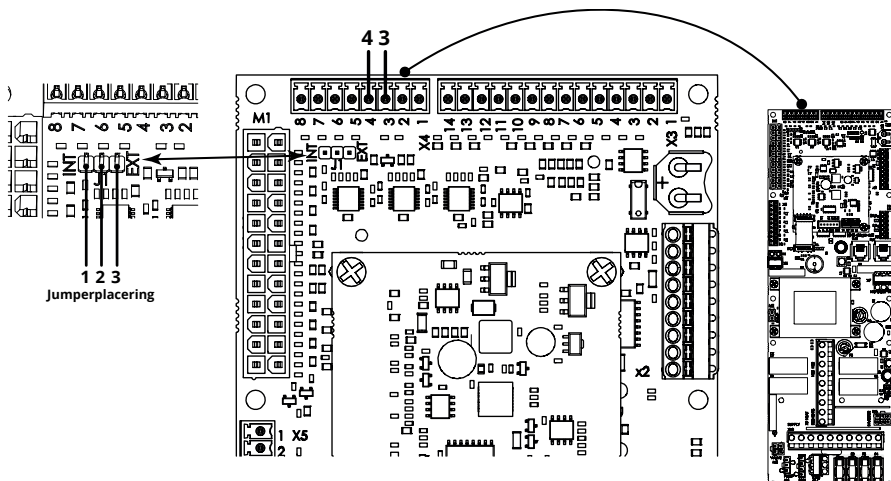 4 3
M1
8 7 6 5 4 3 2 1
14 13 12 11 10 9 8 7 6 5 4 3 2 1
X4
X3
INT
J1
EXT
8 7 6 5 4 3 2
INT
EXT
1 2 3
Jumperplacering
x2
1 X5
2